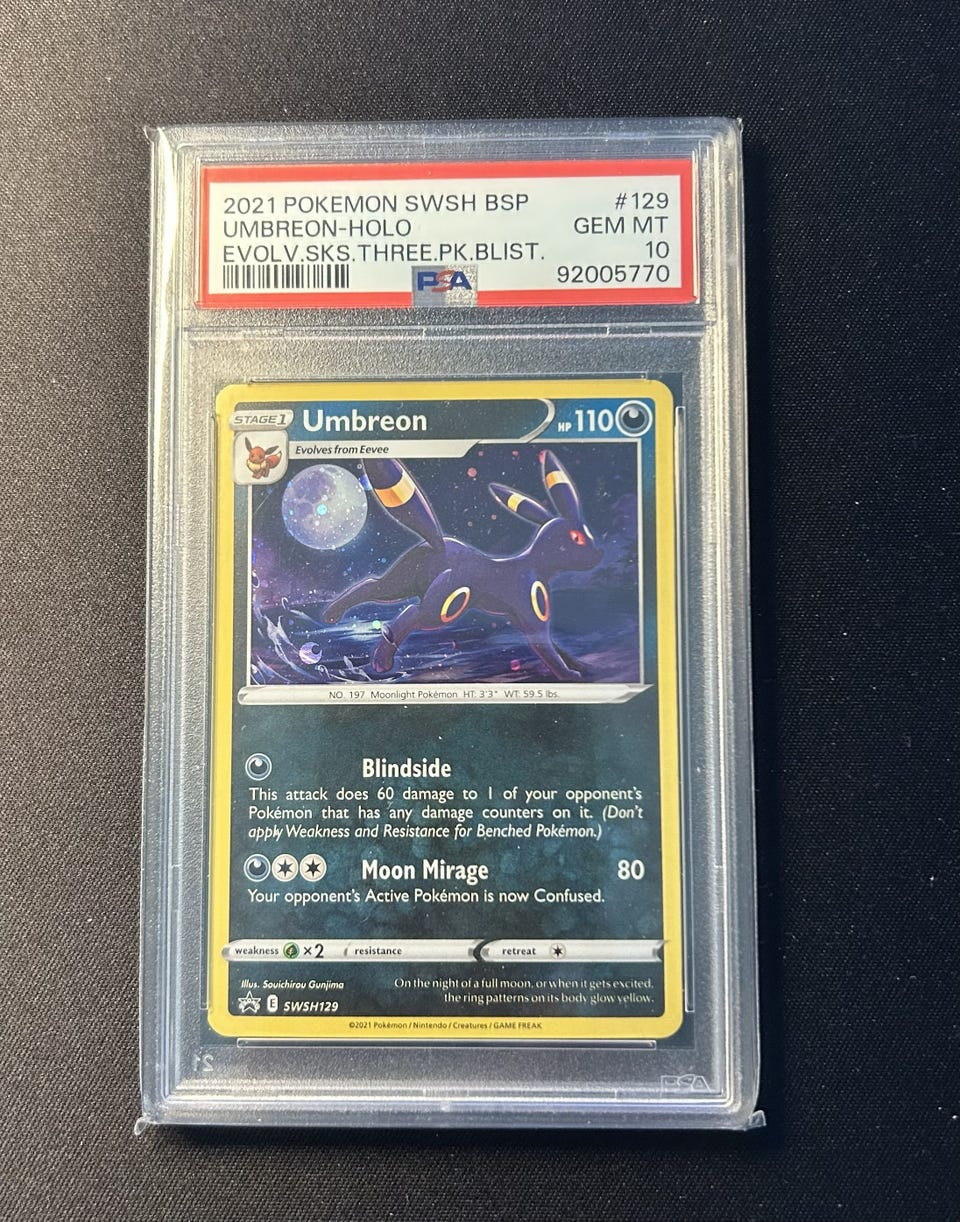 2021 POKEMON SWSH BSP #129
UMBREON-HOLO GEM MT
EVOLV.SKS.THREE.PK.BLIST. 10
PSA 92005770
STAGE 1 Umbreon HP 110
Evolves from Eevee
NO. 197 Moonlight Pokémon HT: 3'3" WT: 59.5 lbs.
Blindside
This attack does 60 damage to 1 of your opponent's
Pokémon that has any damage counters on it. (Don't
apply Weakness and Resistance for Benched Pokémon.)
Moon Mirage 80
Your opponent's Active Pokémon is now Confused.
weakness ×2 resistance retreat
Illus. Souichirou Gunjima
On the night of a full moon, or when it gets excited,
the ring patterns on its body glow yellow.
E SWSH129
©2021 Pokémon / Nintendo / Creatures / GAME FREAK
PSA